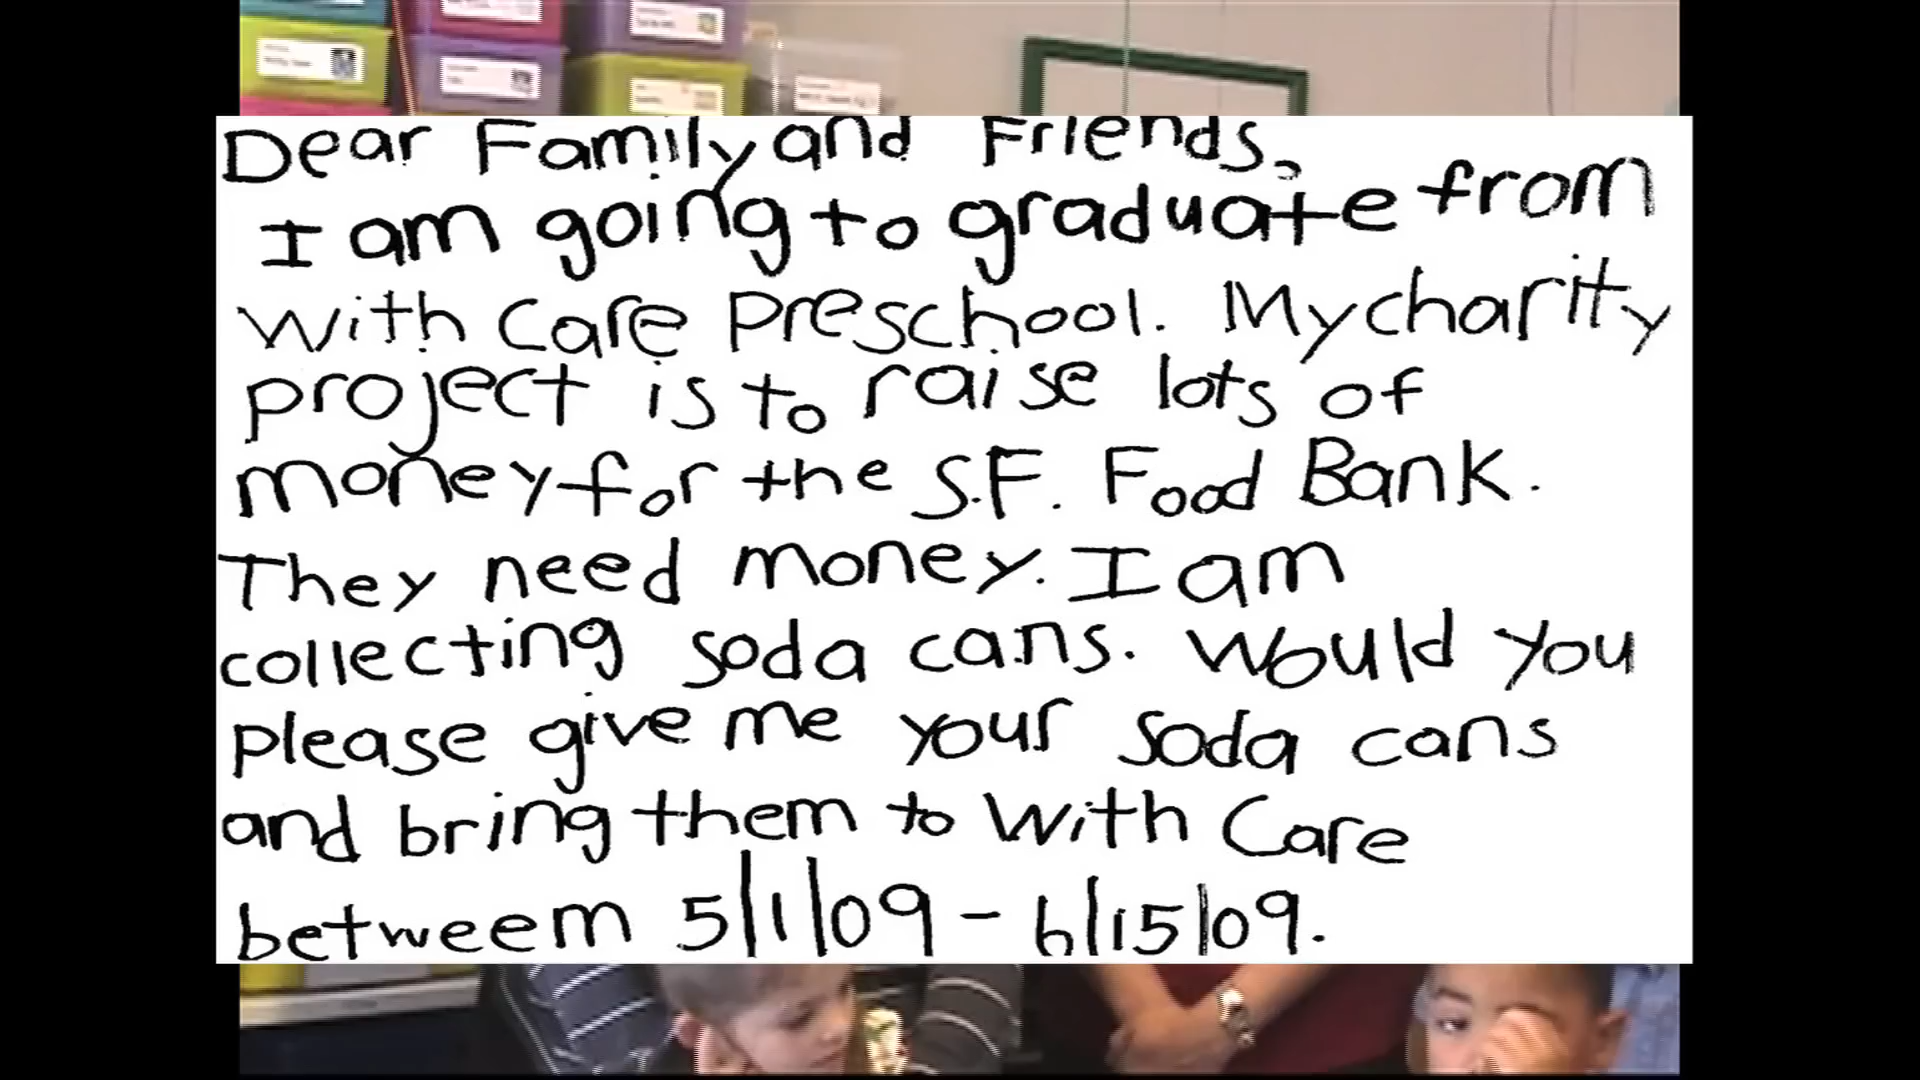 Dear Family and Friends,
I am going to graduate from
With Care Preschool. My charity
project is to raise lots of
money for the S.F. Food Bank.
They need money. I am
collecting soda cans. Would you
please give me your soda cans
and bring them to With Care
betweem 5/1/09 - 6/15/09.